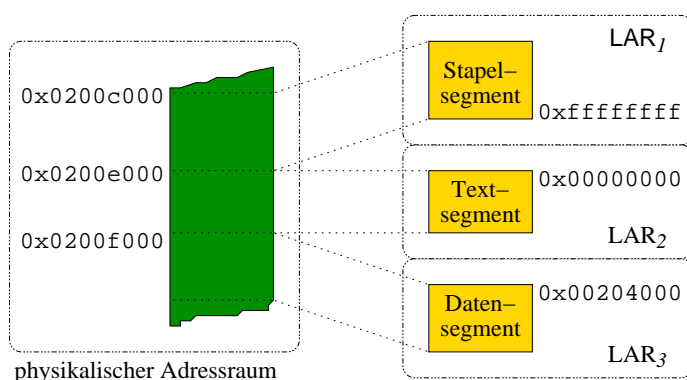 0x0200c000
0x0200e000
0x0200f000
physikalischer Adressraum
LAR1
Stapel–
segment
0xffffffff
Text–
segment
0x00000000
LAR2
Daten–
segment
0x00204000
LAR3